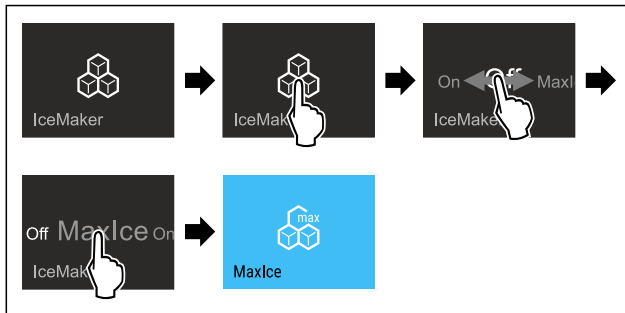 IceMaker
IceMak
On Off MaxI
IceMake
Off MaxIce On
IceMak
max
MaxIce